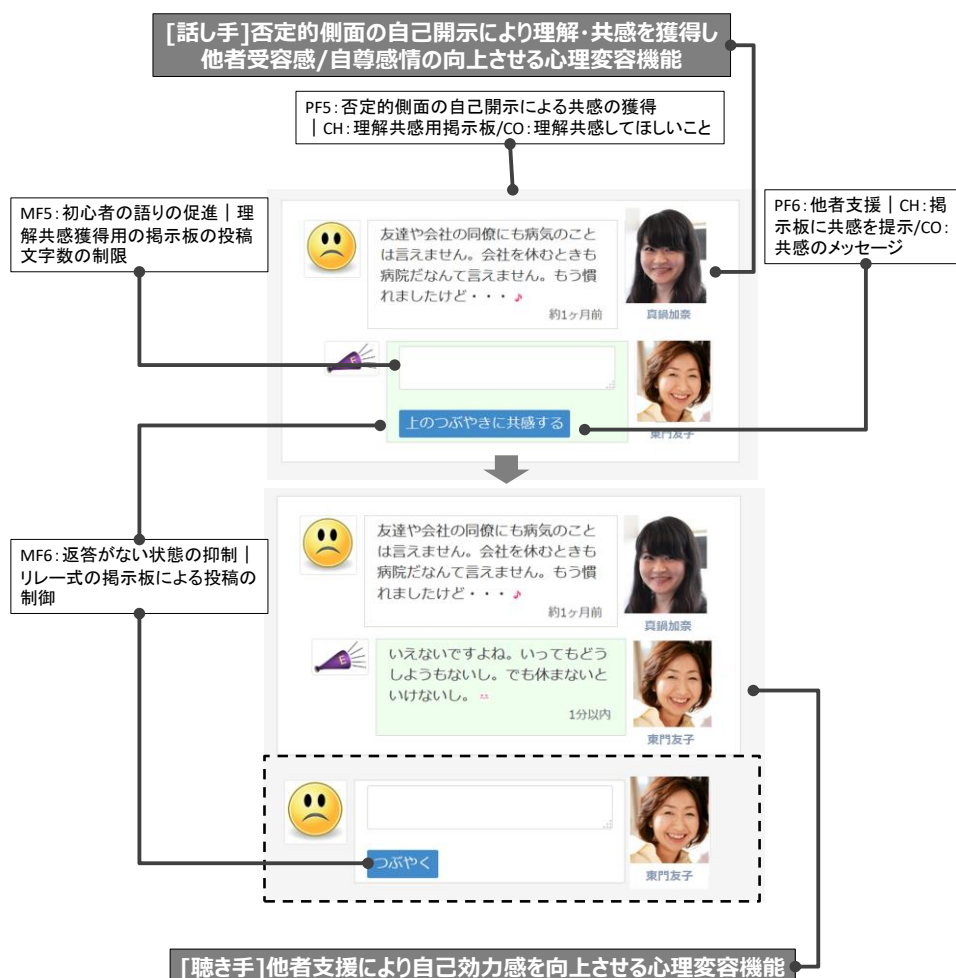 [話し手]否定的側面の自己開示により理解・共感を獲得し
他者受容感/自尊感情の向上させる心理変容機能
PF5:否定的側面の自己開示による共感の獲得
|CH:理解共感用掲示板/CO:理解共感してほしいこと
MF5:初心者の語りの促進|理
解共感獲得用の掲示板の投稿
文字数の制限
PF6:他者支援|CH:掲
示板に共感を提示/CO:
共感のメッセージ
友達や会社の同僚にも病気のこと
は言えません。会社を休むときも
病院だなんて言えません。もう慣
れましたけど・・・
約1ヶ月前
真鍋加奈
E
上のつぶやきに共感する
東門友子
MF6:返答がない状態の抑制|
リレー式の掲示板による投稿の
制御
友達や会社の同僚にも病気のこと
は言えません。会社を休むときも
病院だなんて言えません。もう慣
れましたけど・・・
約1ヶ月前
真鍋加奈
E
いえないですよね。いってもどう
しようもないし。でも休まないと
いけないし。
1分以内
東門友子
つぶやく
東門友子
[聴き手]他者支援により自己効力感を向上させる心理変容機能